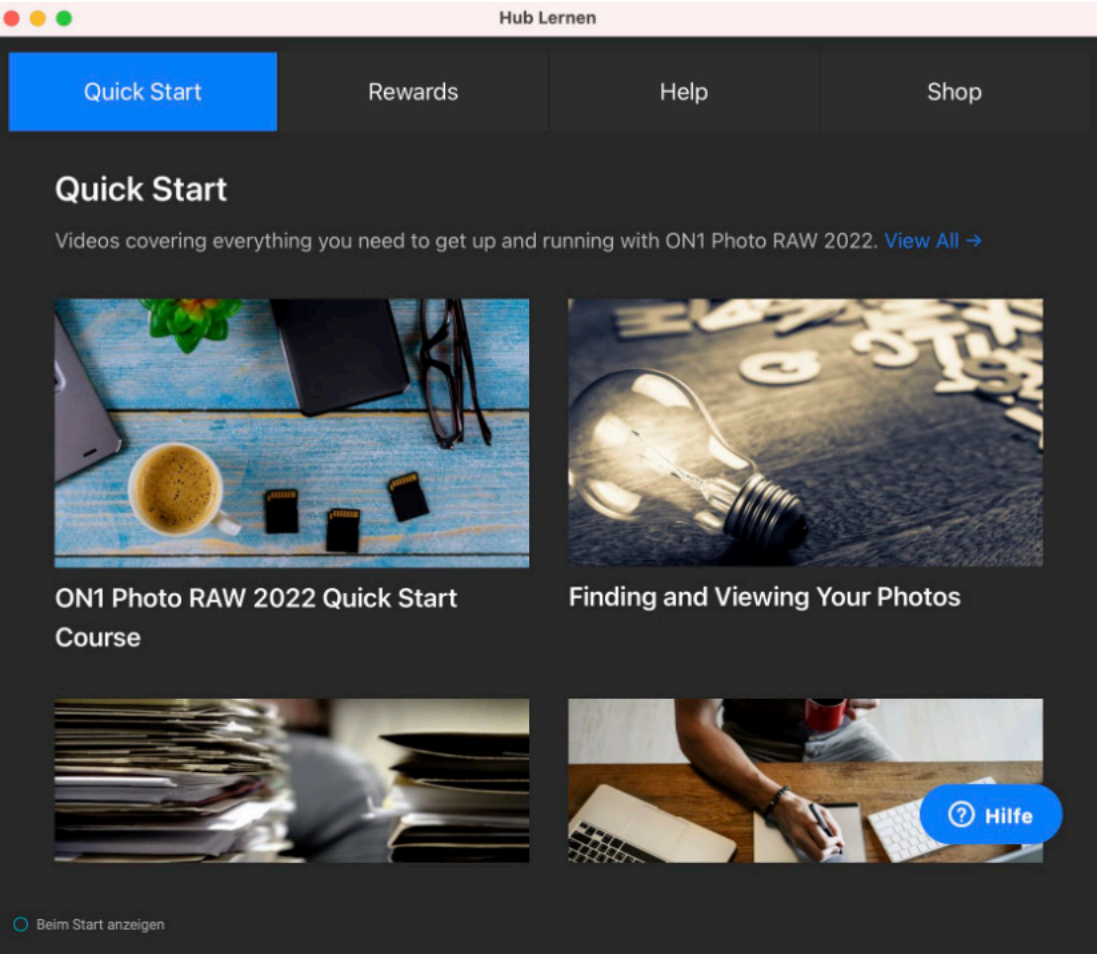 Hub Lernen
Quick Start
Rewards
Help
Shop
Quick Start
Videos covering everything you need to get up and running with ON1 Photo RAW 2022. View All →
ON1 Photo RAW 2022 Quick Start
Course
Finding and Viewing Your Photos
? Hilfe
Beim Start anzeigen